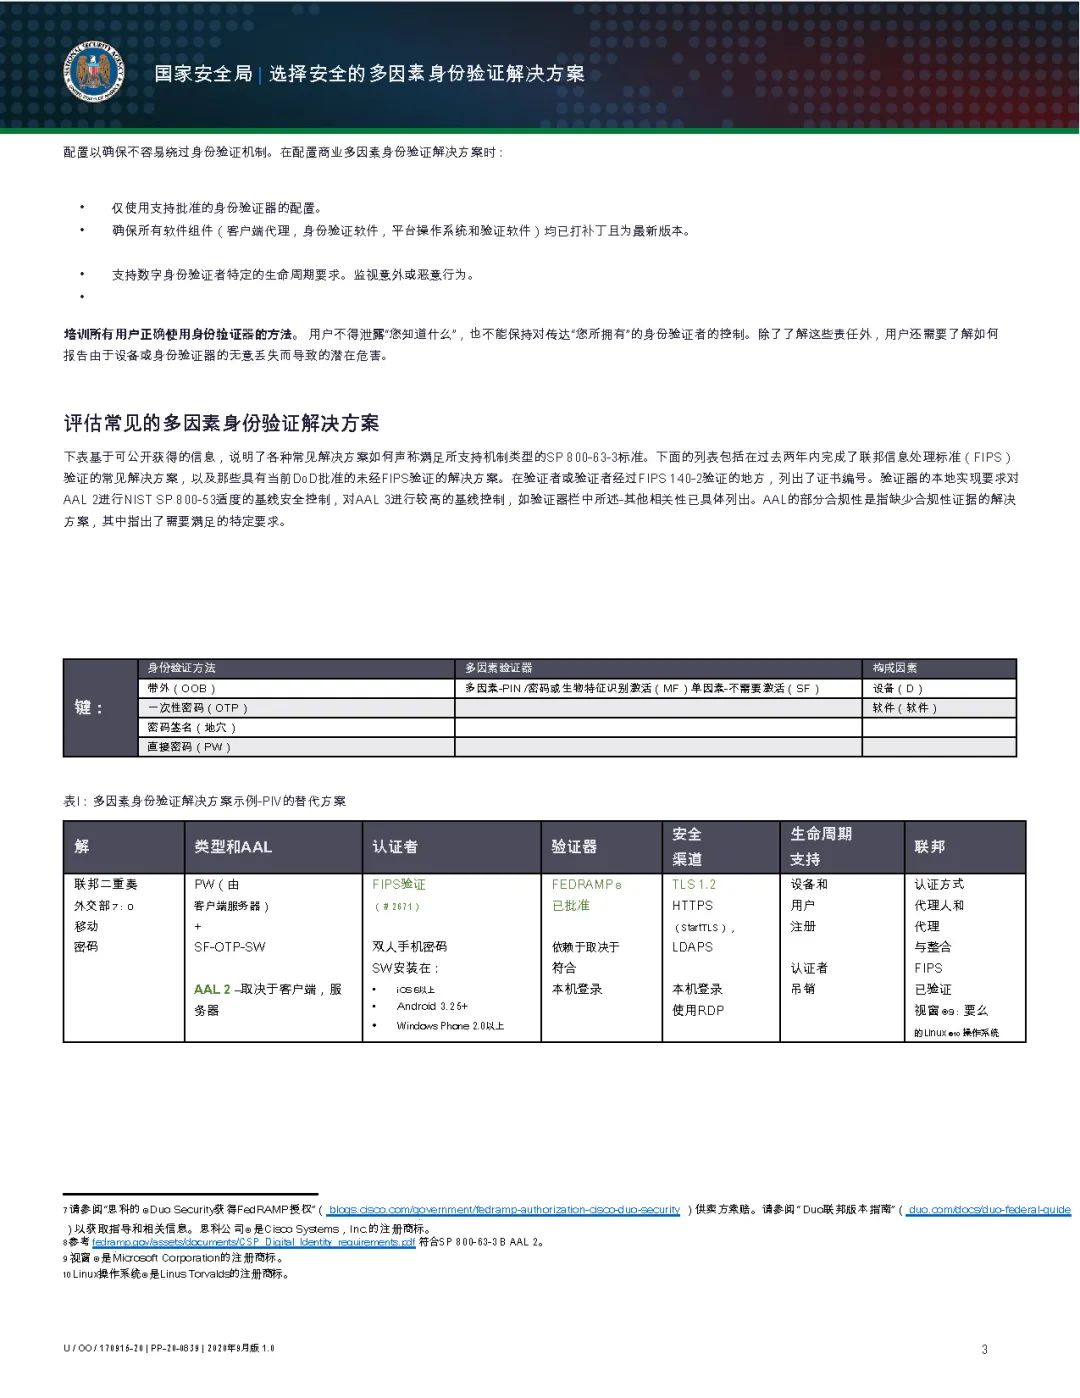 国家安全局 | 选择安全的多因素身份验证解决方案
配置以确保不容易绕过身份验证机制。在配置商业多因素身份验证解决方案时：
• 仅使用支持批准的身份验证器的配置。
• 确保所有软件组件（客户端代理，身份验证软件，平台操作系统和验证软件）均已打补丁且为最新版本。
• 支持数字身份验证者特定的生命周期要求。监视意外或恶意行为。
•
培训所有用户正确使用身份验证器的方法。 用户不得泄露“您知道什么”，也不能保持对传达“您所拥有”的身份验证者的控制。除了了解这些责任外，用户还需要了解如何
报告由于设备或身份验证器的无意丢失而导致的潜在危害。
评估常见的多因素身份验证解决方案
下表基于可公开获得的信息，说明了各种常见解决方案如何声称满足所支持机制类型的SP 800-63-3标准。下面的列表包括在过去两年内完成了联邦信息处理标准（FIPS）
验证的常见解决方案，以及那些具有当前DoD批准的未经FIPS验证的解决方案。在验证者或验证者经过FIPS 140-2验证的地方，列出了证书编号。验证器的本地实现要求对
AAL 2进行NIST SP 800-53适度的基线安全控制，对AAL 3进行较高的基线控制，如验证器栏中所述-其他相关性已具体列出。AAL的部分合规性是指缺少合规性证据的解决
方案，其中指出了需要满足的特定要求。
键：
身份验证方法 多因素验证器 构成因素
带外（OOB） 多因素-PIN /密码或生物特征识别激活（MF）单因素-不需要激活（SF） 设备（D）
一次性密码（OTP） 软件（软件）
密码签名（地穴）
直接密码（PW）
表I：多因素身份验证解决方案示例-PIV的替代方案
解
类型和AAL
认证者
验证器
安全
渠道
生命周期
支持
联邦
联邦二重奏
外交部7：0
移动
密码
PW（由
客户端服务器）
+
SF-OTP-SW
AAL 2 –取决于客户端，服
务器
FIPS验证
（# 2671）
双人手机密码
SW安装在：
• iOS 6以上
• Android 3.25+
• Windows Phone 2.0以上
FEDRAMP 8
已批准
依赖于取决于
符合
本机登录
TLS 1.2
HTTPS
（StartTLS），
LDAPS
本机登录
使用RDP
设备和
用户
注册
认证者
吊销
认证方式
代理人和
代理
与整合
FIPS
已验证
视窗®9：要么
的Linux ®10 操作系统
7 请参阅“思科的®Duo Security获得FedRAMP授权”（ blogs.cisco.com/government/fedramp-authorization-cisco-duo-security ）供卖方索赔。请参阅“ Duo联邦版本指南”（ duo.com/docs/duo-federal-guide
）以获取指导和相关信息。思科公司®是Cisco Systems，Inc.的注册商标。
8 参考 fedramp.gov/assets/documents/CSP_Digital_Identity_requirements.pdf 符合SP 800-63-3 B AAL 2。
9 视窗®是Microsoft Corporation的注册商标。
10 Linux操作系统®是Linus Torvalds的注册商标。
U / OO / 170915-20 | PP-20-0839 | 2020年9月版 1.0
3